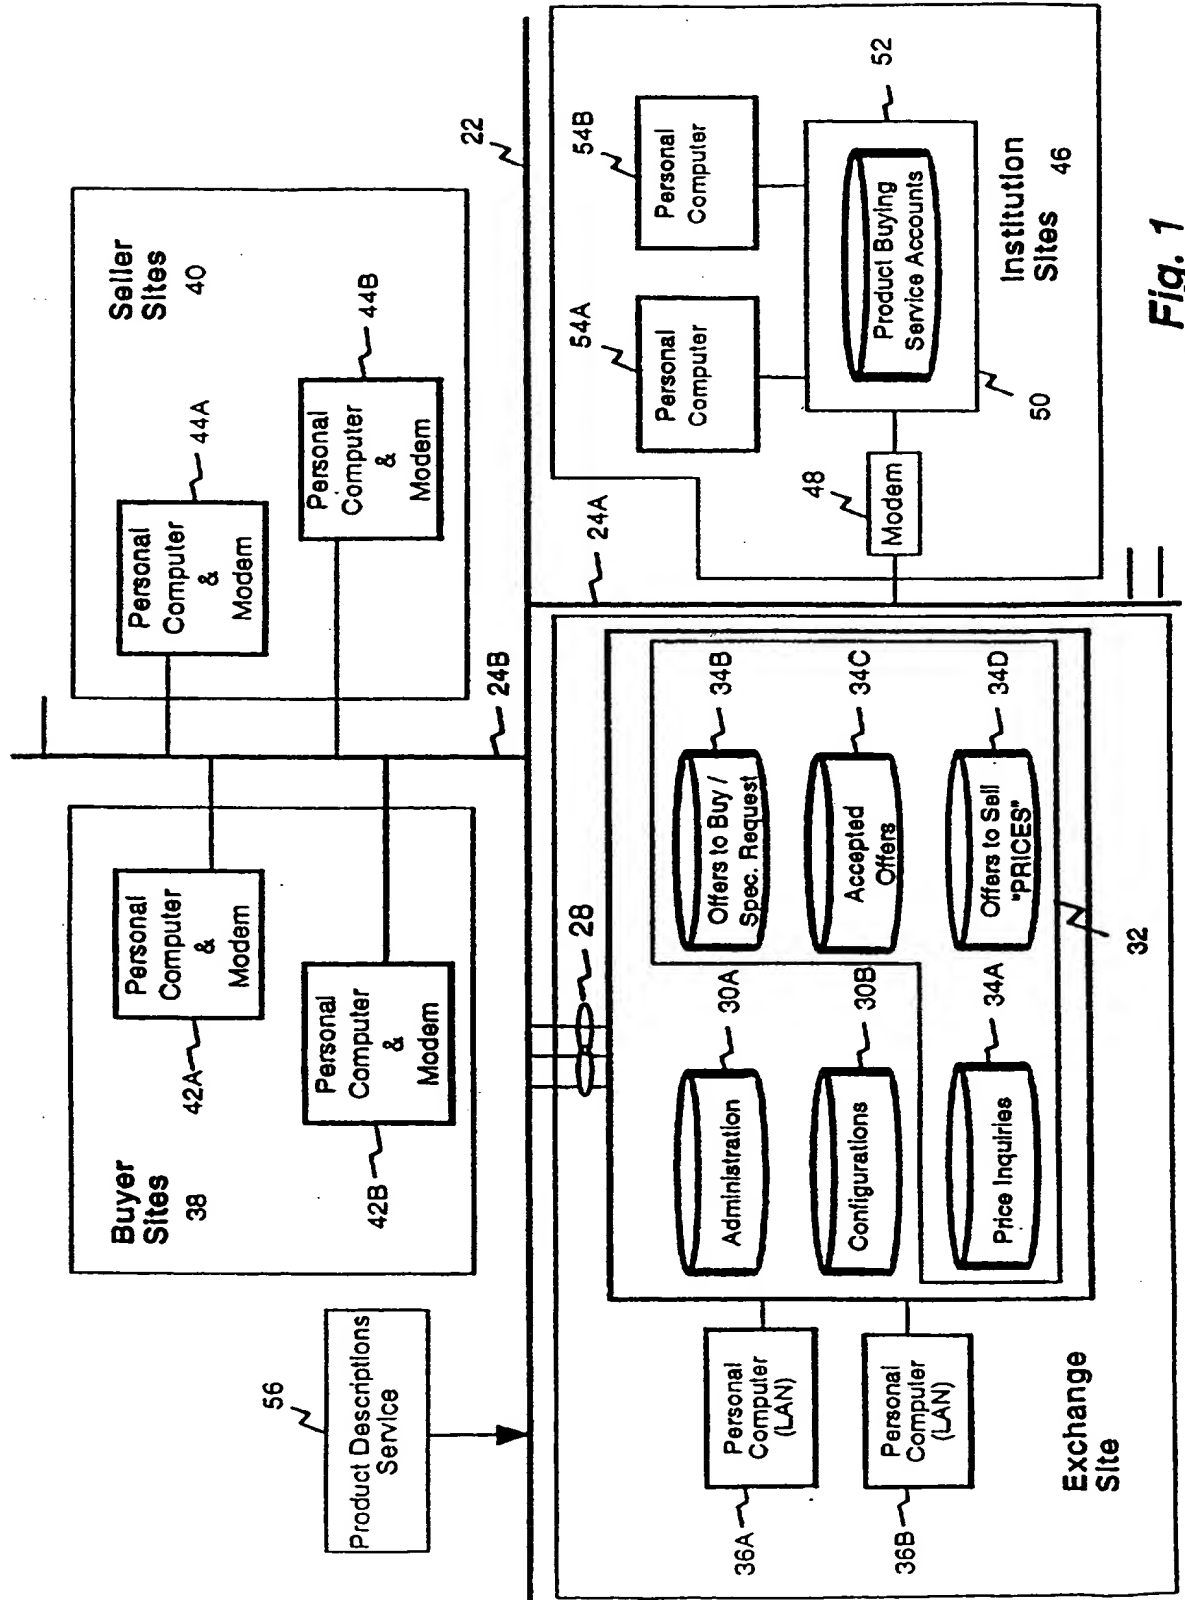 56
Product Descriptions
Service
Buyer
Sites
38
42A
Personal
Computer
&
Modem
42B
Personal
Computer
&
Modem
Seller
Sites
40
44A
Personal
Computer
&
Modem
44B
Personal
Computer
&
Modem
24B
22
28
24A
Exchange
Site
36A
Personal
Computer
(LAN)
36B
Personal
Computer
(LAN)
Administration
30A
Configurations
30B
Price Inquiries
34A
Offers to Buy /
Spec. Request
34B
Accepted
Offers
34C
Offers to Sell
"PRICES"
34D
32
54A
Personal
Computer
54B
Personal
Computer
48
Modem
Product Buying
Service Accounts
52
50
Institution
Sites
46
Fig. 1